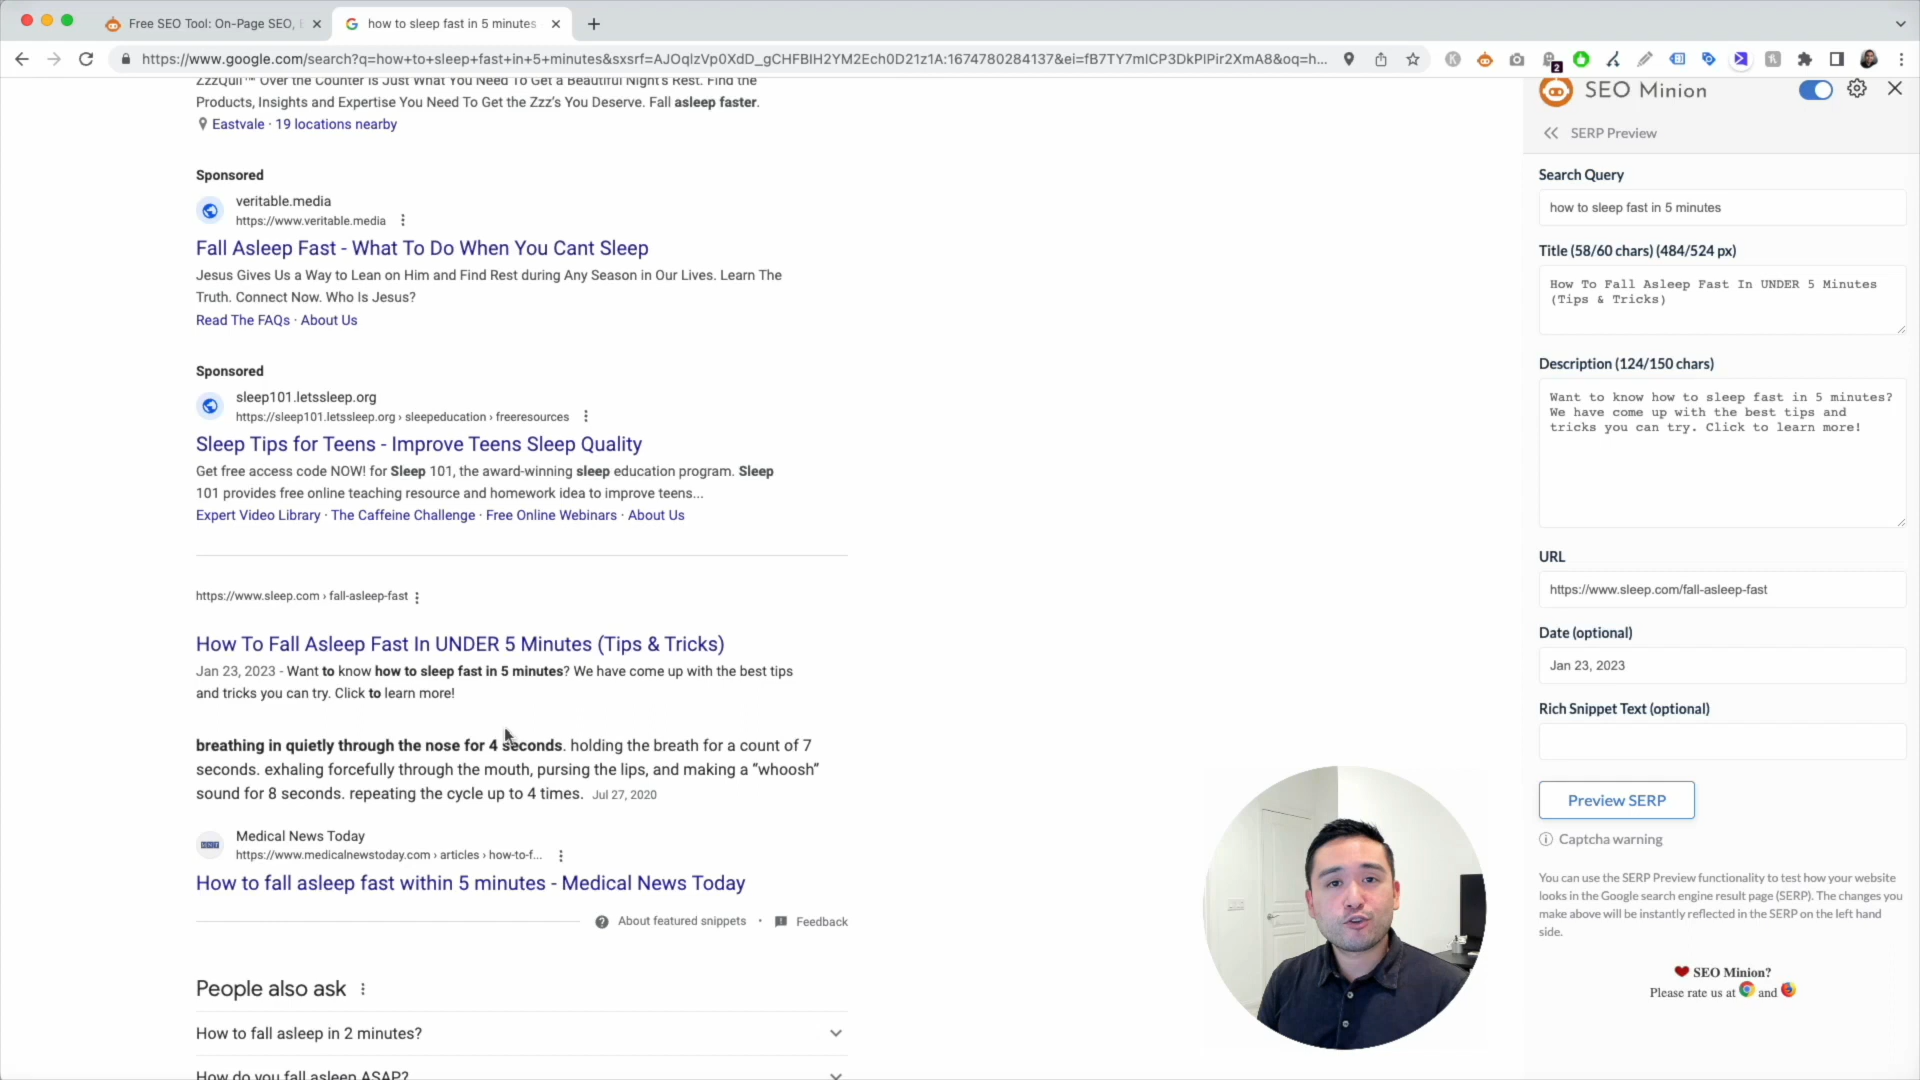 Free SEO Tool: On-Page SEO,
how to sleep fast in 5 minutes
https://www.google.com/search?q=how+to+sleep+fast+in+5+minutes&sxsrf=AJOqlzVp0XdD_gCHFBIH2YM2Ech0D21z1A:1674780284137&ei=fB7TY7mICP3DkPIPir2XmA8&oq=h...
2
ZzzQuil™ Over the Counter Is Just What You Need To Get a Beautiful Night's Rest. Find the
Products, Insights and Expertise You Need To Get the Zzz's You Deserve. Fall asleep faster.
Eastvale · 19 locations nearby
Sponsored
veritable.media
https://www.veritable.media
Fall Asleep Fast - What To Do When You Cant Sleep
Jesus Gives Us a Way to Lean on Him and Find Rest during Any Season in Our Lives. Learn The
Truth. Connect Now. Who Is Jesus?
Read The FAQs · About Us
Sponsored
sleep101.letssleep.org
https://sleep101.letssleep.org › sleepeducation › freeresources
Sleep Tips for Teens - Improve Teens Sleep Quality
Get free access code NOW! for Sleep 101, the award-winning sleep education program. Sleep
101 provides free online teaching resource and homework idea to improve teens...
Expert Video Library · The Caffeine Challenge · Free Online Webinars · About Us
https://www.sleep.com › fall-asleep-fast
How To Fall Asleep Fast In UNDER 5 Minutes (Tips & Tricks)
Jan 23, 2023 - Want to know how to sleep fast in 5 minutes? We have come up with the best tips
and tricks you can try. Click to learn more!
breathing in quietly through the nose for 4 seconds. holding the breath for a count of 7
seconds. exhaling forcefully through the mouth, pursing the lips, and making a “whoosh”
sound for 8 seconds. repeating the cycle up to 4 times. Jul 27, 2020
Medical News Today
https://www.medicalnewstoday.com › articles › how-to-f...
How to fall asleep fast within 5 minutes - Medical News Today
About featured snippets · Feedback
People also ask
How to fall asleep in 2 minutes?
How do you fall asleep ASAP?
SEO Minion
SERP Preview
Search Query
how to sleep fast in 5 minutes
Title (58/60 chars) (484/524 px)
How To Fall Asleep Fast In UNDER 5 Minutes
(Tips & Tricks)
Description (124/150 chars)
Want to know how to sleep fast in 5 minutes?
We have come up with the best tips and
tricks you can try. Click to learn more!
URL
https://www.sleep.com/fall-asleep-fast
Date (optional)
Jan 23, 2023
Rich Snippet Text (optional)
Preview SERP
Captcha warning
You can use the SERP Preview functionality to test how your website
looks in the Google search engine result page (SERP). The changes you
make above will be instantly reflected in the SERP on the left hand
side.
SEO Minion?
Please rate us at and